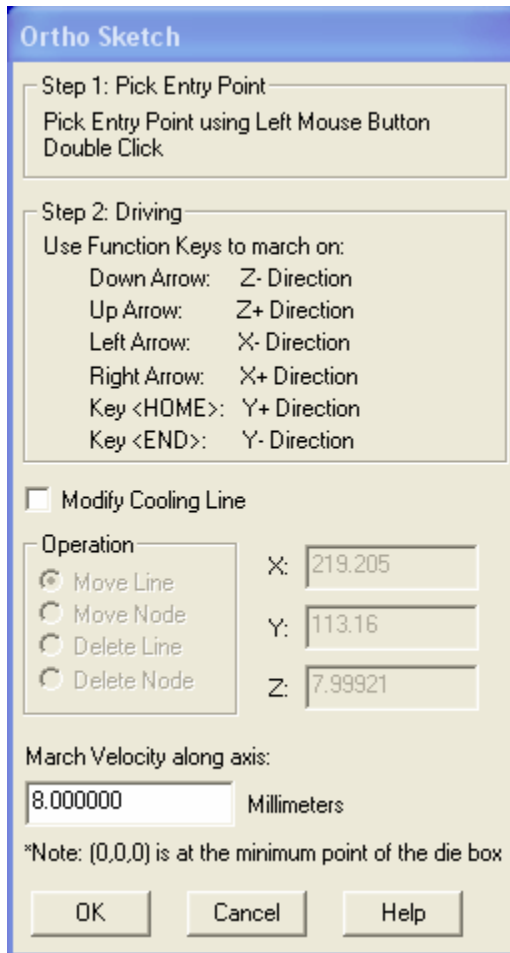 Ortho Sketch
Step 1: Pick Entry Point
Pick Entry Point using Left Mouse Button
Double Click
Step 2: Driving
Use Function Keys to march on:
Down Arrow: Z- Direction
Up Arrow: Z+ Direction
Left Arrow: X- Direction
Right Arrow: X+ Direction
Key <HOME>: Y+ Direction
Key <END>: Y- Direction
Modify Cooling Line
Operation
Move Line
Move Node
Delete Line
Delete Node
X: 219.205
Y: 113.16
Z: 7.99921
March Velocity along axis:
8.000000 Millimeters
*Note: (0,0,0) is at the minimum point of the die box
OK Cancel Help